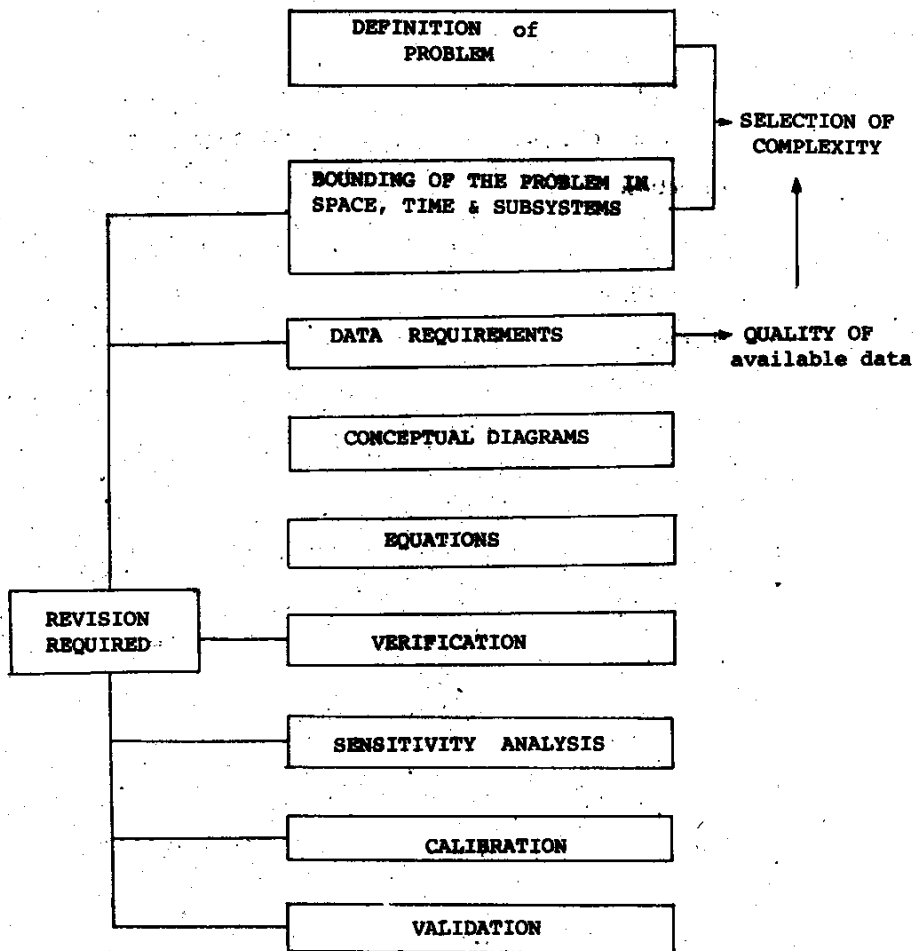 DEFINITION of
PROBLEM
SELECTION OF
COMPLEXITY
BOUNDING OF THE PROBLEM IN
SPACE, TIME & SUBSYSTEMS
DATA REQUIREMENTS
QUALITY OF
available data
CONCEPTUAL DIAGRAMS
EQUATIONS
REVISION
REQUIRED
VERIFICATION
SENSITIVITY ANALYSIS
CALIBRATION
VALIDATION